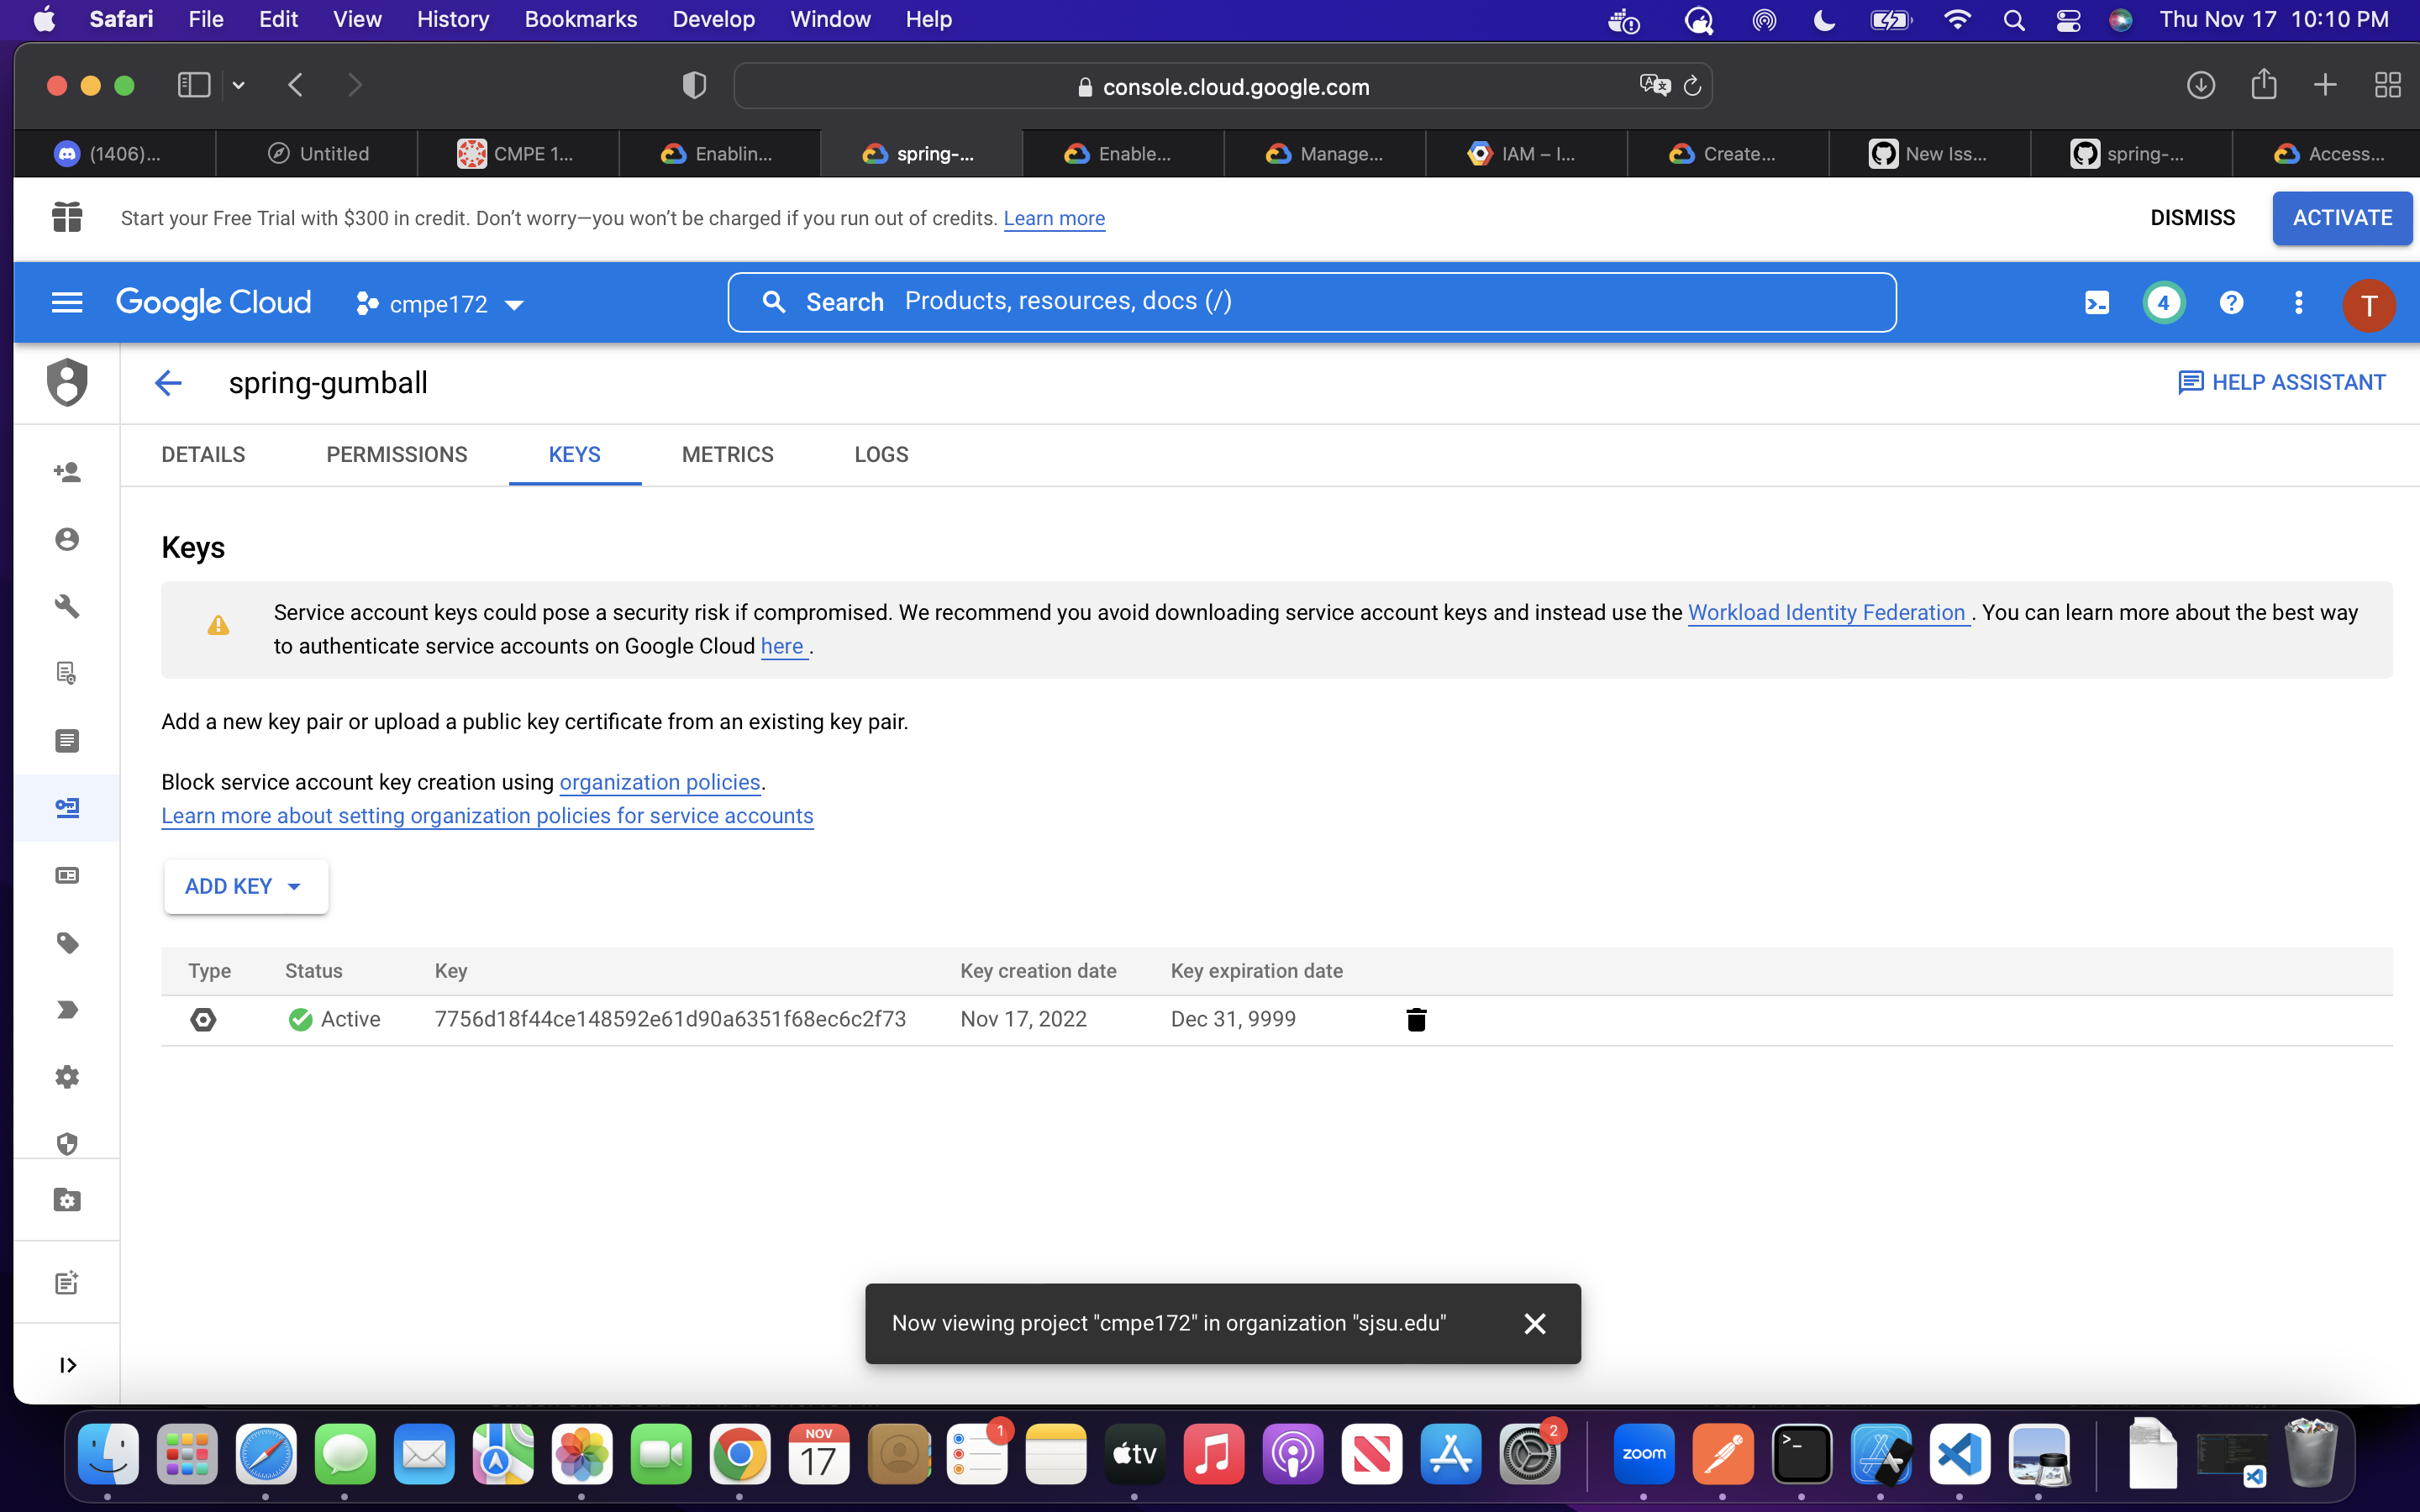 Safari File Edit View History Bookmarks Develop Window Help Thu Nov 17 10:10 PM
console.cloud.google.com
(1406)... Untitled CMPE 1... Enablin... spring-... Enable... Manage... IAM – I... Create... New Iss... spring-... Access...
Start your Free Trial with $300 in credit. Don’t worry—you won’t be charged if you run out of credits. Learn more DISMISS ACTIVATE
Google Cloud cmpe172 Search Products, resources, docs (/) 4 T
spring-gumball HELP ASSISTANT
DETAILS PERMISSIONS KEYS METRICS LOGS
Keys
Service account keys could pose a security risk if compromised. We recommend you avoid downloading service account keys and instead use the Workload Identity Federation . You can learn more about the best way
to authenticate service accounts on Google Cloud here .
Add a new key pair or upload a public key certificate from an existing key pair.
Block service account key creation using organization policies.
Learn more about setting organization policies for service accounts
ADD KEY
Type Status Key Key creation date Key expiration date
Active 7756d18f44ce148592e61d90a6351f68ec6c2f73 Nov 17, 2022 Dec 31, 9999
Now viewing project "cmpe172" in organization "sjsu.edu"
NOV
17
1
tv
2
zoom